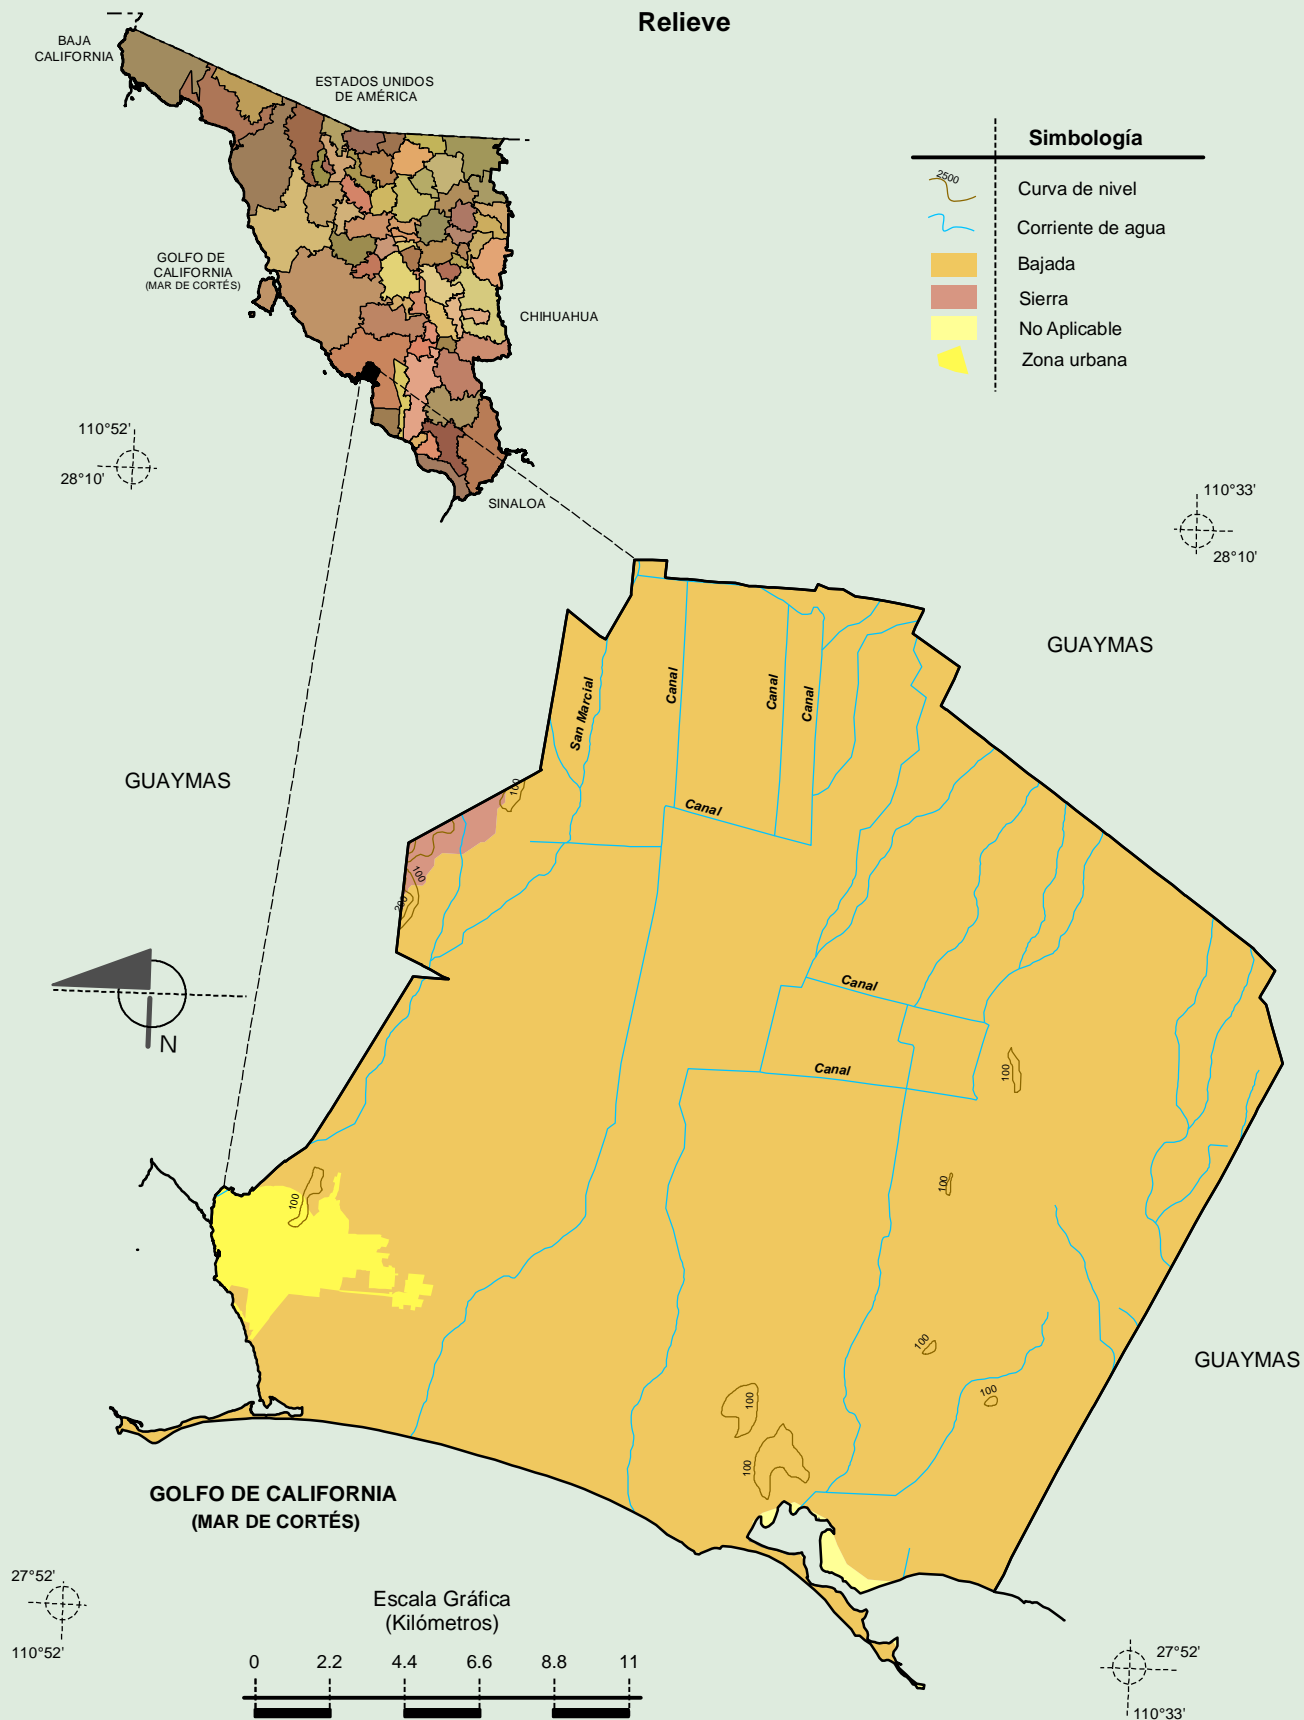 Relieve
BAJA
CALIFORNIA
ESTADOS UNIDOS
DE AMÉRICA
GOLFO DE
CALIFORNIA
(MAR DE CORTÉS)
CHIHUAHUA
SINALOA
Simbología
2500
Curva de nivel
Corriente de agua
Bajada
Sierra
No Aplicable
Zona urbana
110°52'
28°10'
110°33'
28°10'
GUAYMAS
GUAYMAS
San Marcial
Canal
Canal
Canal
Canal
100
100
200
Canal
Canal
100
N
100
100
100
100
100
100
GUAYMAS
GOLFO DE CALIFORNIA
(MAR DE CORTÉS)
27°52'
110°52'
Escala Gráfica
(Kilómetros)
0 2.2 4.4 6.6 8.8 11
27°52'
110°33'